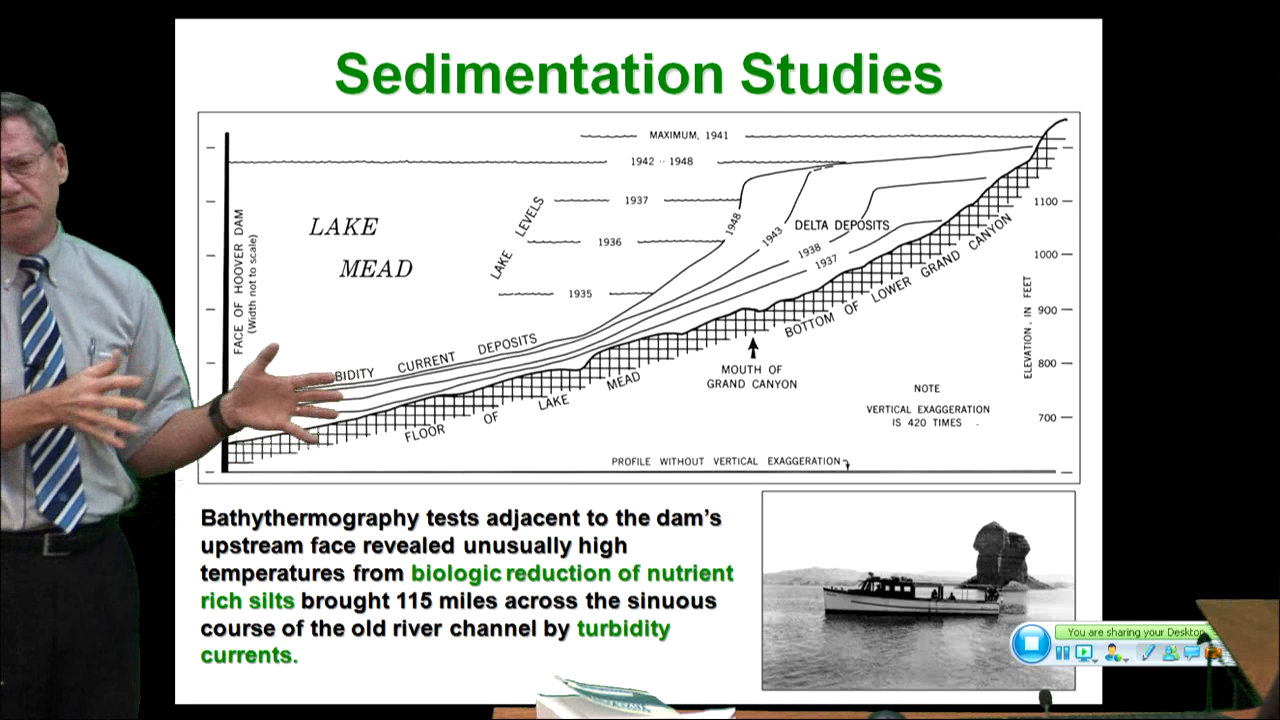 Sedimentation Studies
MAXIMUM, 1941
1942 -- 1948
1937
1936
1935
LAKE LEVELS
LAKE
MEAD
FACE OF HOOVER DAM
(Width not to scale)
1948
1943
DELTA DEPOSITS
1938
1937
BIDITY CURRENT DEPOSITS
FLOOR OF LAKE MEAD
BOTTOM OF LOWER GRAND CANYON
MOUTH OF
GRAND CANYON
1100
1000
900
800
700
ELEVATION, IN FEET
NOTE
VERTICAL EXAGGERATION
IS 420 TIMES
PROFILE WITHOUT VERTICAL EXAGGERATION
Bathythermography tests adjacent to the dam's
upstream face revealed unusually high
temperatures from biologic reduction of nutrient
rich silts brought 115 miles across the sinuous
course of the old river channel by turbidity
currents.
You are sharing your Desktop